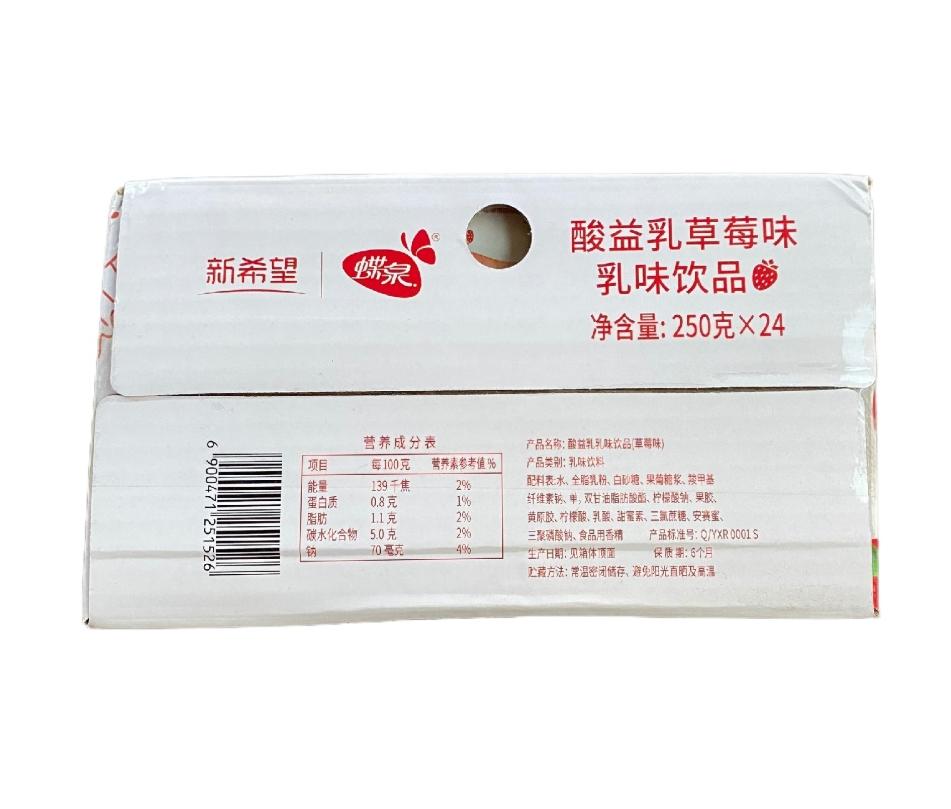 新希望
蝶泉®
酸益乳草莓味
乳味饮品
净含量: 250克×24
6 900471 251526
营养成分表
项目 每100克 营养素参考值%
能量 139千焦 2%
蛋白质 0.8克 1%
脂肪 1.1克 2%
碳水化合物 5.0克 2%
钠 70毫克 4%
产品名称: 酸益乳乳味饮品(草莓味)
产品类别: 乳味饮料
配料表:水、全脂乳粉、白砂糖、果葡糖浆、羧甲基
纤维素钠、单,双甘油脂肪酸酯、柠檬酸钠、果胶、
黄原胶、柠檬酸、乳酸、甜蜜素、三氯蔗糖、安赛蜜、
三聚磷酸钠、食品用香精 产品标准号: Q/YXR 0001 S
生产日期: 见箱体顶面 保质期: 6个月
贮藏方法: 常温密闭储存、避免阳光直晒及高温